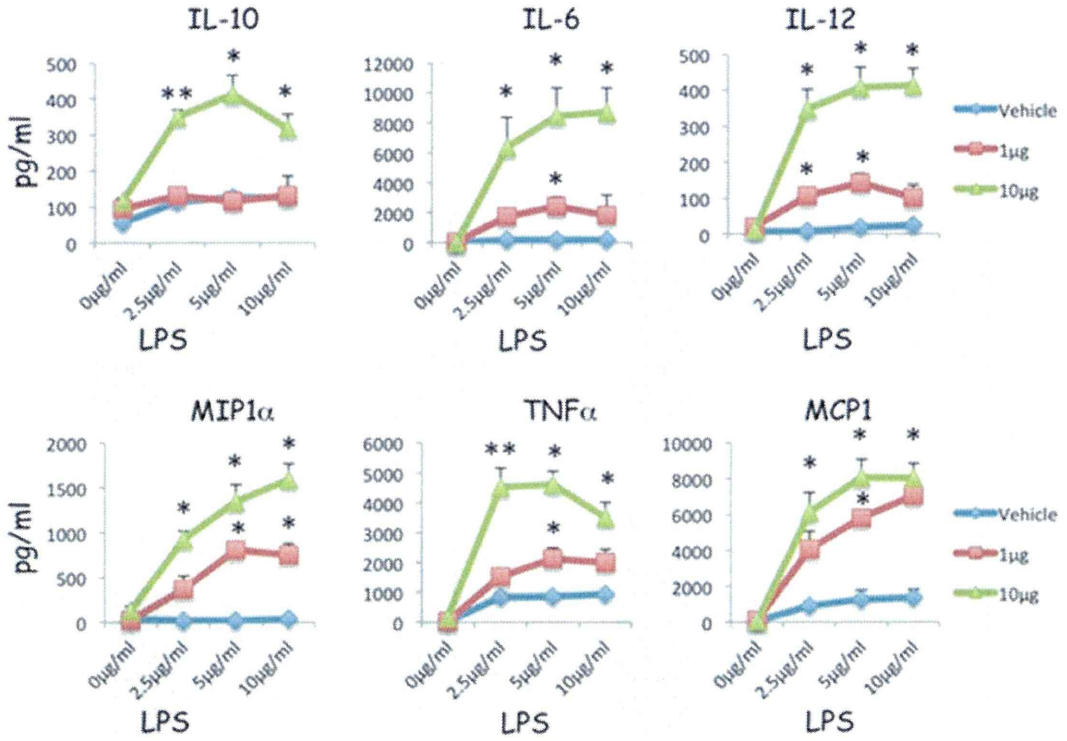 IL-10
IL-6
IL-12
pg/ml
500
400
300
200
100
0
12000
10000
8000
6000
4000
2000
0
500
400
300
200
100
0
** * *
* * *
*
* * *
* *
Vehicle
1µg
10µg
0µg/ml 2.5µg/ml 5µg/ml 10µg/ml
0µg/ml 2.5µg/ml 5µg/ml 10µg/ml
0µg/ml 2.5µg/ml 5µg/ml 10µg/ml
LPS
LPS
LPS
MIP1α
TNFα
MCP1
pg/ml
2000
1500
1000
500
0
6000
5000
4000
3000
2000
1000
0
10000
8000
6000
4000
2000
0
* * *
* *
** * *
*
* * *
*
Vehicle
1µg
10µg
0µg/ml 2.5µg/ml 5µg/ml 10µg/ml
0µg/ml 2.5µg/ml 5µg/ml 10µg/ml
0µg/ml 2.5µg/ml 5µg/ml 10µg/ml
LPS
LPS
LPS